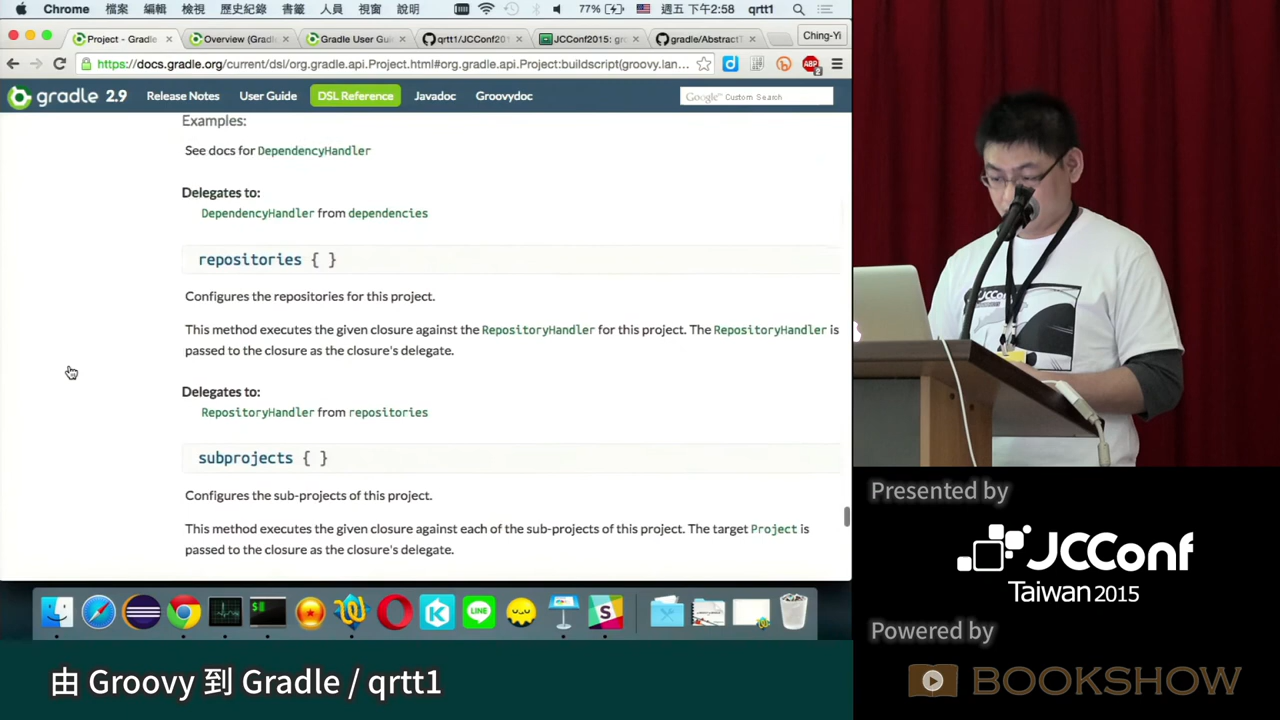 Chrome 檔案 編輯 檢視 歷史紀錄 書籤 人員 視窗 說明 77% 週五 下午2:58 qrtt1
Project - Gradle Overview (Gradle Gradle User Gui qrtt1/JCConf201 JCConf2015: gr gradle/AbstractT Ching-Yi
https://docs.gradle.org/current/dsl/org.gradle.api.Project.html#org.gradle.api.Project:buildscript(groovy.lan
gradle 2.9 Release Notes User Guide DSL Reference Javadoc Groovydoc Google™ Custom Search
Examples:
See docs for DependencyHandler
Delegates to:
DependencyHandler from dependencies
repositories { }
Configures the repositories for this project.
This method executes the given closure against the RepositoryHandler for this project. The RepositoryHandler is
passed to the closure as the closure's delegate.
Delegates to:
RepositoryHandler from repositories
subprojects { }
Configures the sub-projects of this project.
This method executes the given closure against each of the sub-projects of this project. The target Project is
passed to the closure as the closure's delegate.
LINE
JCConf
Presented by
JCConf
Taiwan 2015
Powered by
BOOKSHOW
由 Groovy 到 Gradle / qrtt1